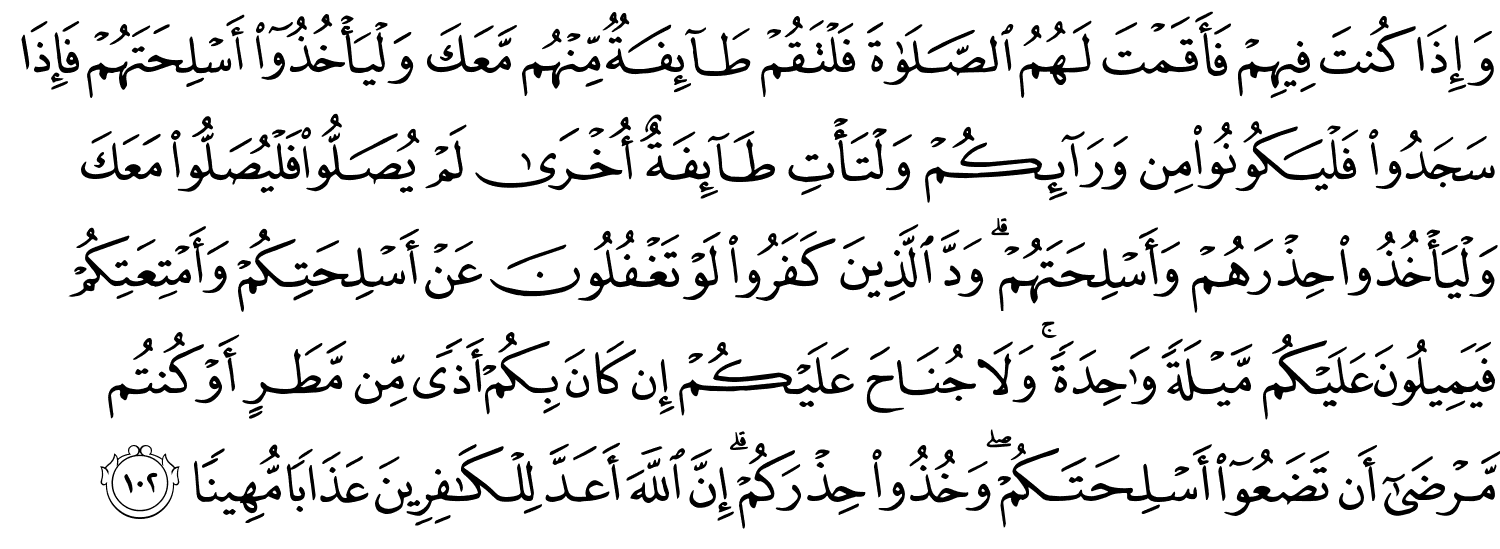 وَإِذَا كُنتَ فِيهِمْ فَأَقَمْتَ لَهُمُ ٱلصَّلَوٰةَ فَلْتَقُمْ طَآئِفَةٌ مِّنْهُم مَّعَكَ وَلْيَأْخُذُوٓا۟ أَسْلِحَتَهُمْ فَإِذَا
سَجَدُوا۟ فَلْيَكُونُوا۟ مِن وَرَآئِكُمْ وَلْتَأْتِ طَآئِفَةٌ أُخْرَىٰ لَمْ يُصَلُّوا۟ فَلْيُصَلُّوا۟ مَعَكَ
وَلْيَأْخُذُوا۟ حِذْرَهُمْ وَأَسْلِحَتَهُمْ ۗ وَدَّ ٱلَّذِينَ كَفَرُوا۟ لَوْ تَغْفُلُونَ عَنْ أَسْلِحَتِكُمْ وَأَمْتِعَتِكُمْ
فَيَمِيلُونَ عَلَيْكُم مَّيْلَةً وَٰحِدَةً ۚ وَلَا جُنَاحَ عَلَيْكُمْ إِن كَانَ بِكُمْ أَذًى مِّن مَّطَرٍ أَوْ كُنتُم
مَّرْضَىٰٓ أَن تَضَعُوٓا۟ أَسْلِحَتَكُمْ ۖ وَخُذُوا۟ حِذْرَكُمْ ۗ إِنَّ ٱللَّهَ أَعَدَّ لِلْكَٰفِرِينَ عَذَابًا مُّهِينًا ١٠٢